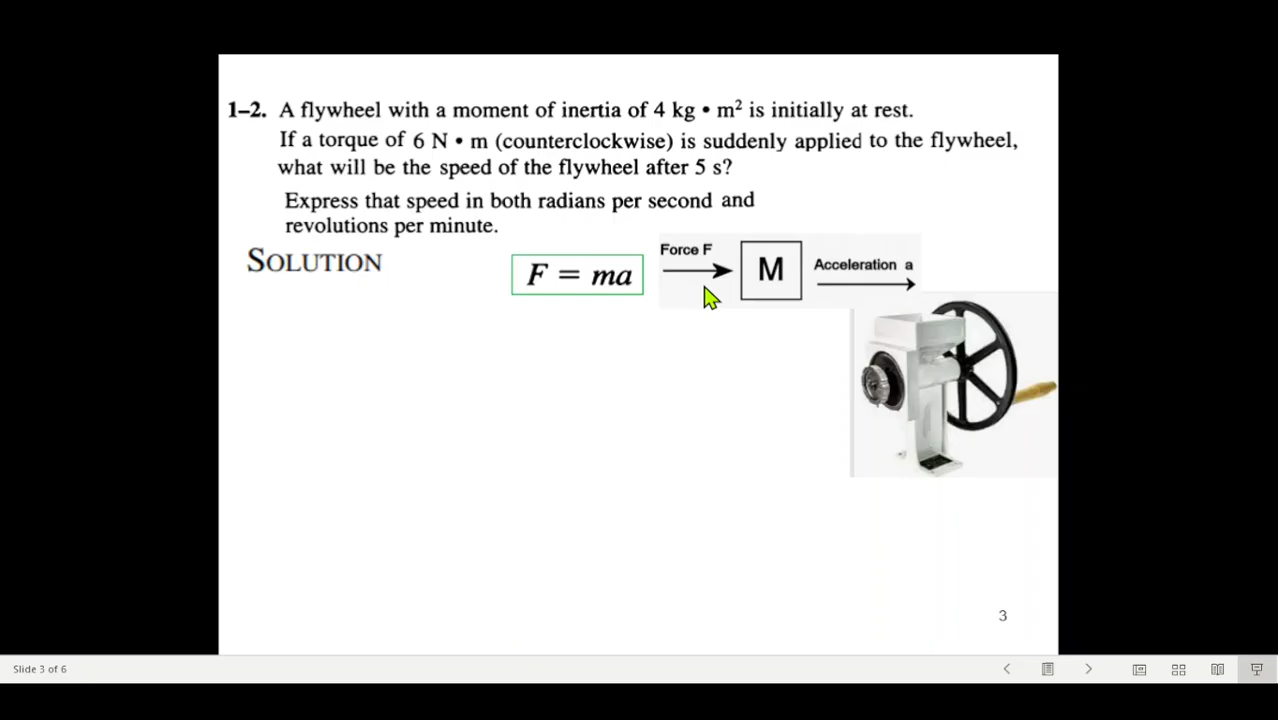 1–2. A flywheel with a moment of inertia of 4 kg • m² is initially at rest.
If a torque of 6 N • m (counterclockwise) is suddenly applied to the flywheel,
what will be the speed of the flywheel after 5 s?
Express that speed in both radians per second and
revolutions per minute.
SOLUTION
F = ma
Force F
M
Acceleration a
3
Slide 3 of 6